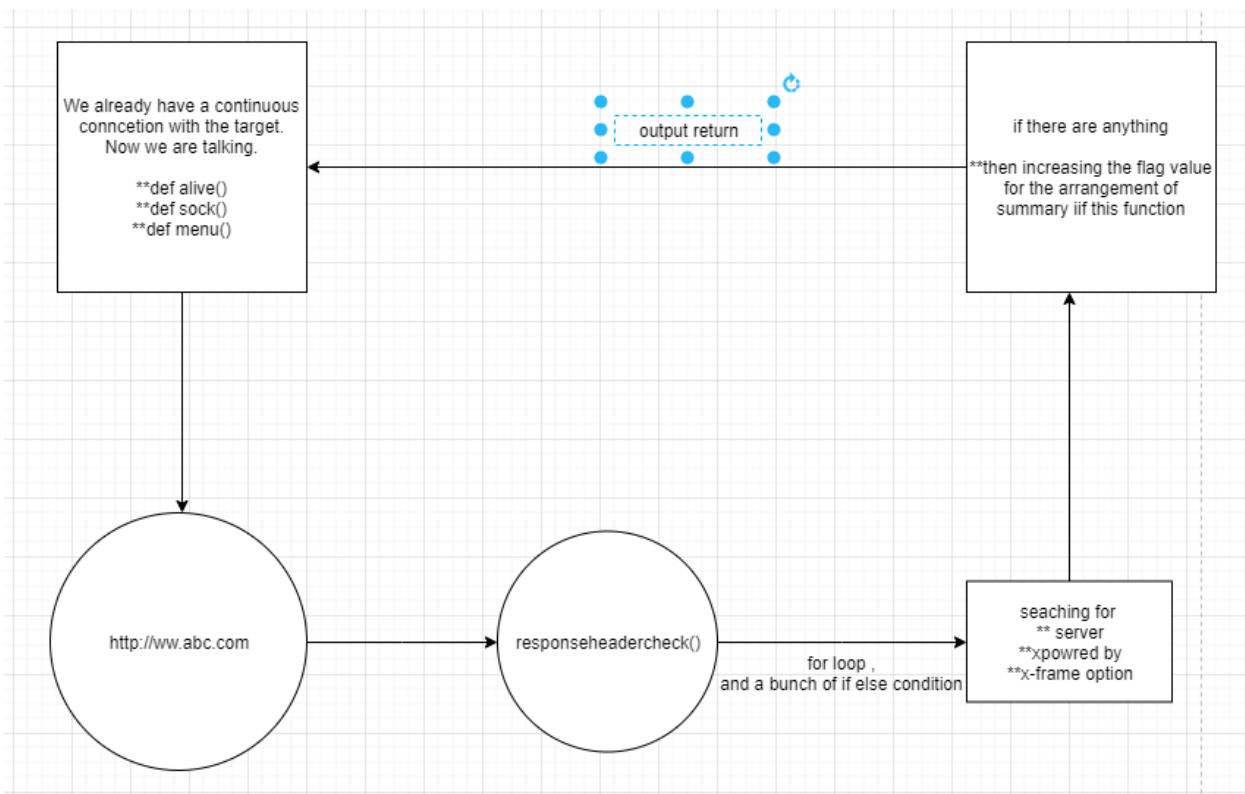 We already have a continuous
conncetion with the target.
Now we are talking.
**def alive()
**def sock()
**def menu()
output return
if there are anything
**then increasing the flag value
for the arrangement of
summary iif this function
http://ww.abc.com
responseheadercheck()
for loop ,
and a bunch of if else condition
seaching for
** server
**xpowred by
**x-frame option